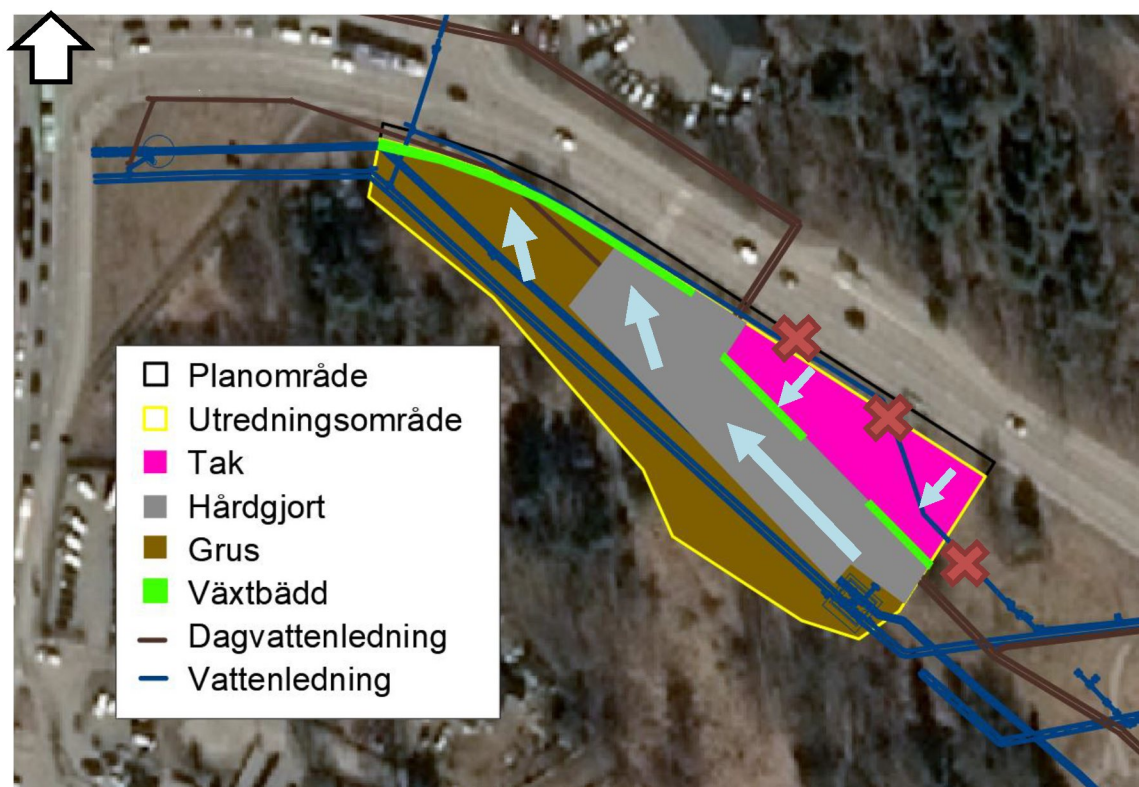 Planområde
Utredningsområde
Tak
Hårdgjort
Grus
Växtbädd
Dagvattenledning
Vattenledning